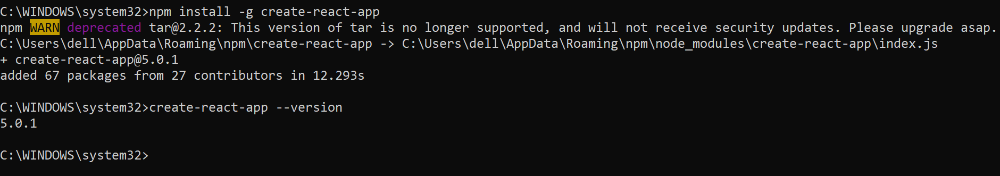 C:\WINDOWS\system32>npm install -g create-react-app
npm WARN deprecated tar@2.2.2: This version of tar is no longer supported, and will not receive security updates. Please upgrade asap.
C:\Users\dell\AppData\Roaming\npm\create-react-app -> C:\Users\dell\AppData\Roaming\npm\node_modules\create-react-app\index.js
+ create-react-app@5.0.1
added 67 packages from 27 contributors in 12.293s
C:\WINDOWS\system32>create-react-app --version
5.0.1
C:\WINDOWS\system32>